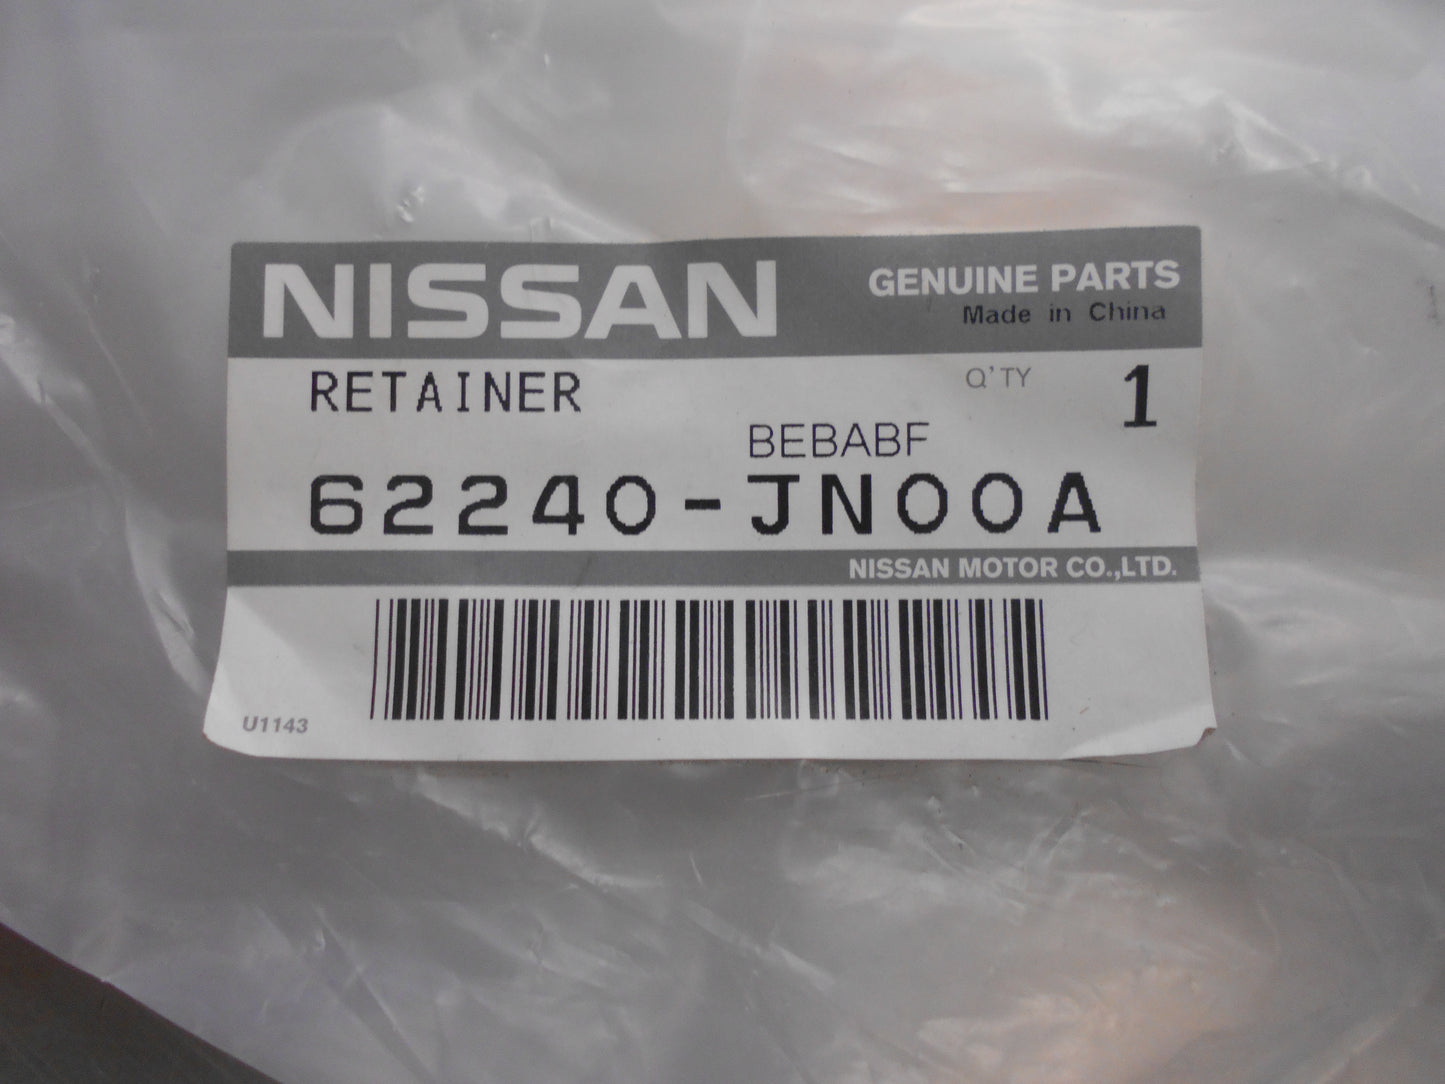 NISSAN
GENUINE PARTS
Made in China
RETAINER
Q'TY 1
BEBABF
62240-JN00A
NISSAN MOTOR CO.,LTD.
U1143